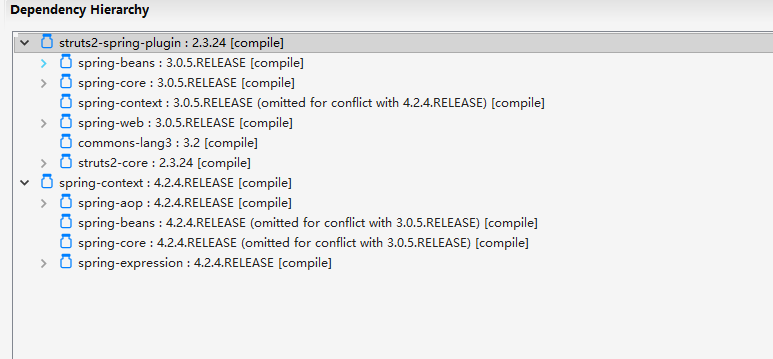 Dependency Hierarchy
struts2-spring-plugin : 2.3.24 [compile]
spring-beans : 3.0.5.RELEASE [compile]
spring-core : 3.0.5.RELEASE [compile]
spring-context : 3.0.5.RELEASE (omitted for conflict with 4.2.4.RELEASE) [compile]
spring-web : 3.0.5.RELEASE [compile]
commons-lang3 : 3.2 [compile]
struts2-core : 2.3.24 [compile]
spring-context : 4.2.4.RELEASE [compile]
spring-aop : 4.2.4.RELEASE [compile]
spring-beans : 4.2.4.RELEASE (omitted for conflict with 3.0.5.RELEASE) [compile]
spring-core : 4.2.4.RELEASE (omitted for conflict with 3.0.5.RELEASE) [compile]
spring-expression : 4.2.4.RELEASE [compile]